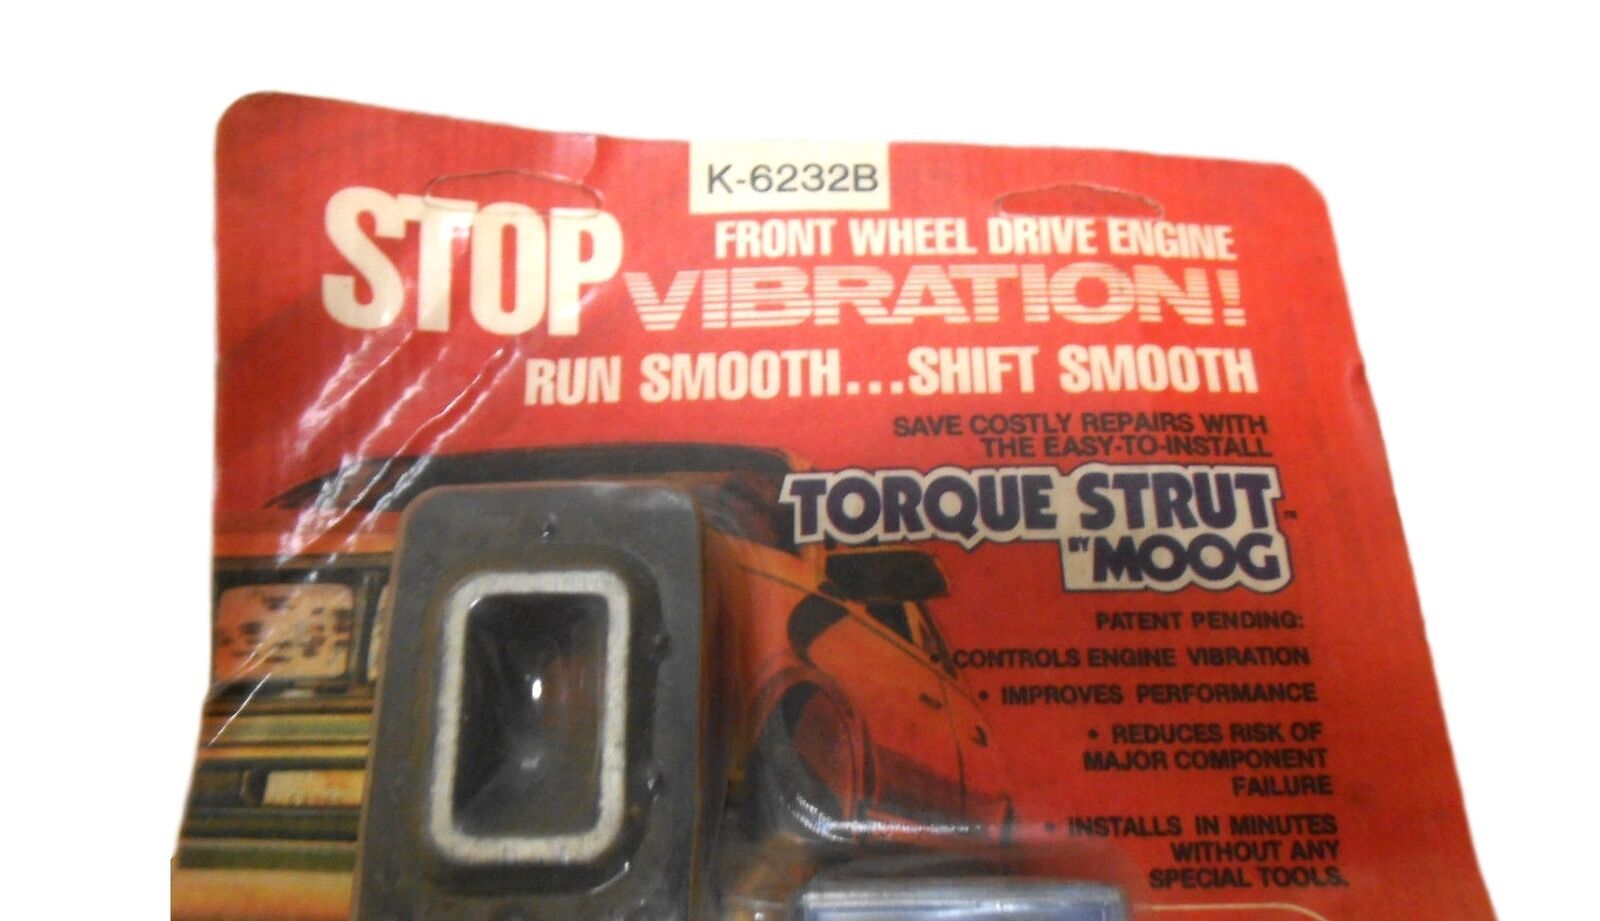 K-6232B
STOP
FRONT WHEEL DRIVE ENGINE
VIBRATION!
RUN SMOOTH...SHIFT SMOOTH
SAVE COSTLY REPAIRS WITH
THE EASY-TO-INSTALL
TORQUE STRUT™
BY MOOG
PATENT PENDING:
• CONTROLS ENGINE VIBRATION
• IMPROVES PERFORMANCE
• REDUCES RISK OF
MAJOR COMPONENT
FAILURE
• INSTALLS IN MINUTES
WITHOUT ANY
SPECIAL TOOLS.